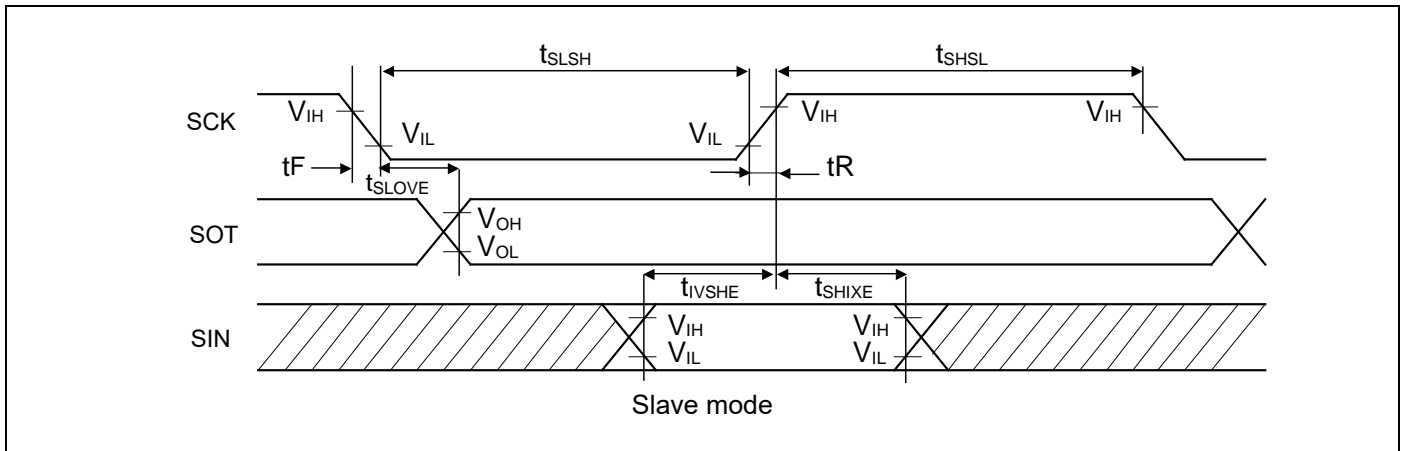 tSLSH tSHSL
SCK VIH VIL VIL VIH VIH
tF tSLOVE tR
SOT VOH
VOL
tIVSHE tSHIXE
SIN VIH VIH
VIL VIL
Slave mode